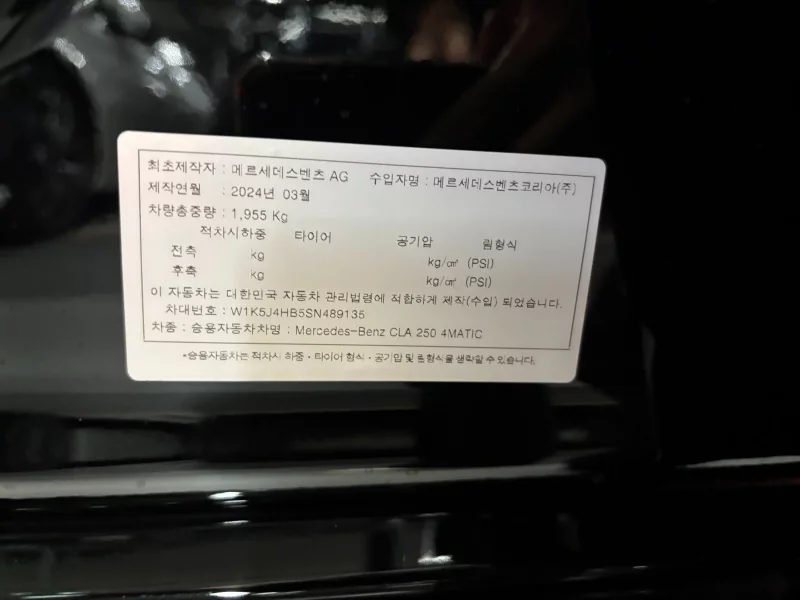 최초제작자 : 메르세데스벤츠 AG 수입자명 : 메르세데스벤츠코리아(주)
제작연월 : 2024년 03월
차량총중량 : 1,955 Kg
적차시하중 타이어 공기압 림형식
전축 kg kg/㎠ (PSI)
후축 kg kg/㎠ (PSI)
이 자동차는 대한민국 자동차 관리법령에 적합하게 제작(수입) 되었습니다.
차대번호 : W1K5J4HB5SN489135
차종 : 승용자동차차명 : Mercedes-Benz CLA 250 4MATIC
*승용자동차는 적차시 하중・타이어 형식・공기압 및 림형식을 생략할 수 있습니다.